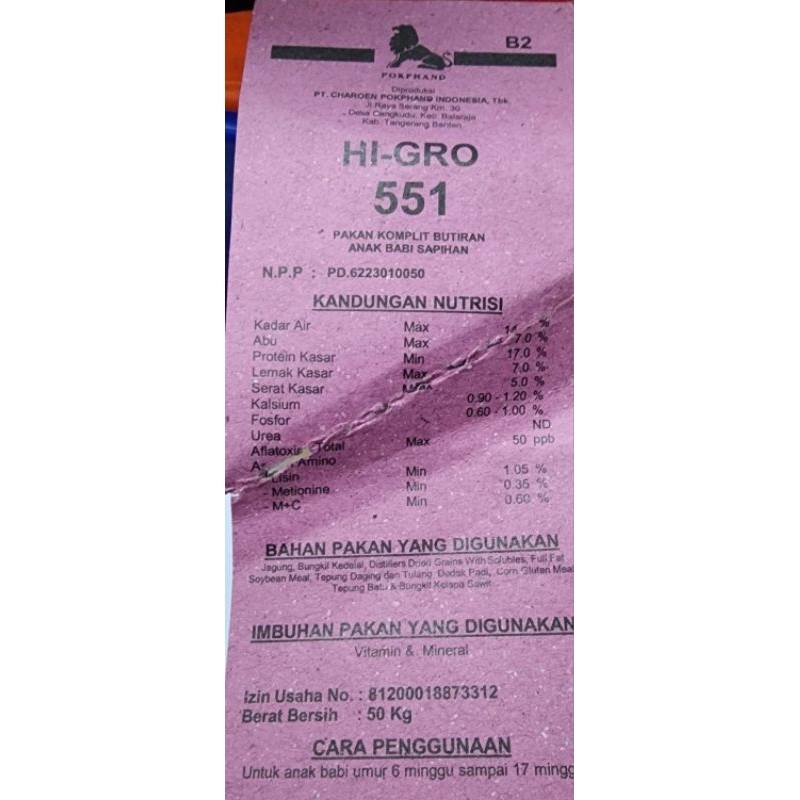 B2
POKPHAND
Diproduksi
PT. CHAROEN POKPHAND INDONESIA, Tbk.
Jl. Raya Serang Km. 30
Desa Cangkudu, Kec. Balaraja
Kab. Tangerang Banten.
HI-GRO
551
PAKAN KOMPLIT BUTIRAN
ANAK BABI SAPIHAN
N.P.P : PD.6223010050
KANDUNGAN NUTRISI
Kadar Air Max %
Abu Max 7.0 %
Protein Kasar Min 17.0 %
Lemak Kasar Max 7.0 %
Serat Kasar Max 5.0 %
Kalsium 0.90 - 1.20 %
Fosfor 0.60 - 1.00 %
Urea ND
Aflatoxin Total Max 50 ppb
Amino
- Lisin Min 1.05 %
- Metionine Min 0.35 %
- M+C Min 0.60 %
BAHAN PAKAN YANG DIGUNAKAN
Jagung, Bungkil Kedelai, Distillers Dried Grains With Solubles, Full Fat
Soybean Meal, Tepung Daging dan Tulang, Dedak Padi, Corn Gluten Meal
Tepung Batu & Bungkil Kelapa Sawit
IMBUHAN PAKAN YANG DIGUNAKAN
Vitamin & Mineral
Izin Usaha No. : 81200018873312
Berat Bersih : 50 Kg
CARA PENGGUNAAN
Untuk anak babi umur 6 minggu sampai 17 mingg